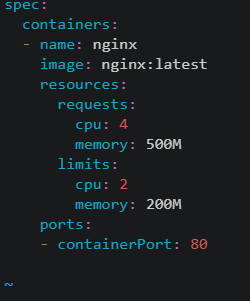 spec:
  containers:
  - name: nginx
    image: nginx:latest
    resources:
      requests:
        cpu: 4
        memory: 500M
      limits:
        cpu: 2
        memory: 200M
    ports:
    - containerPort: 80
~